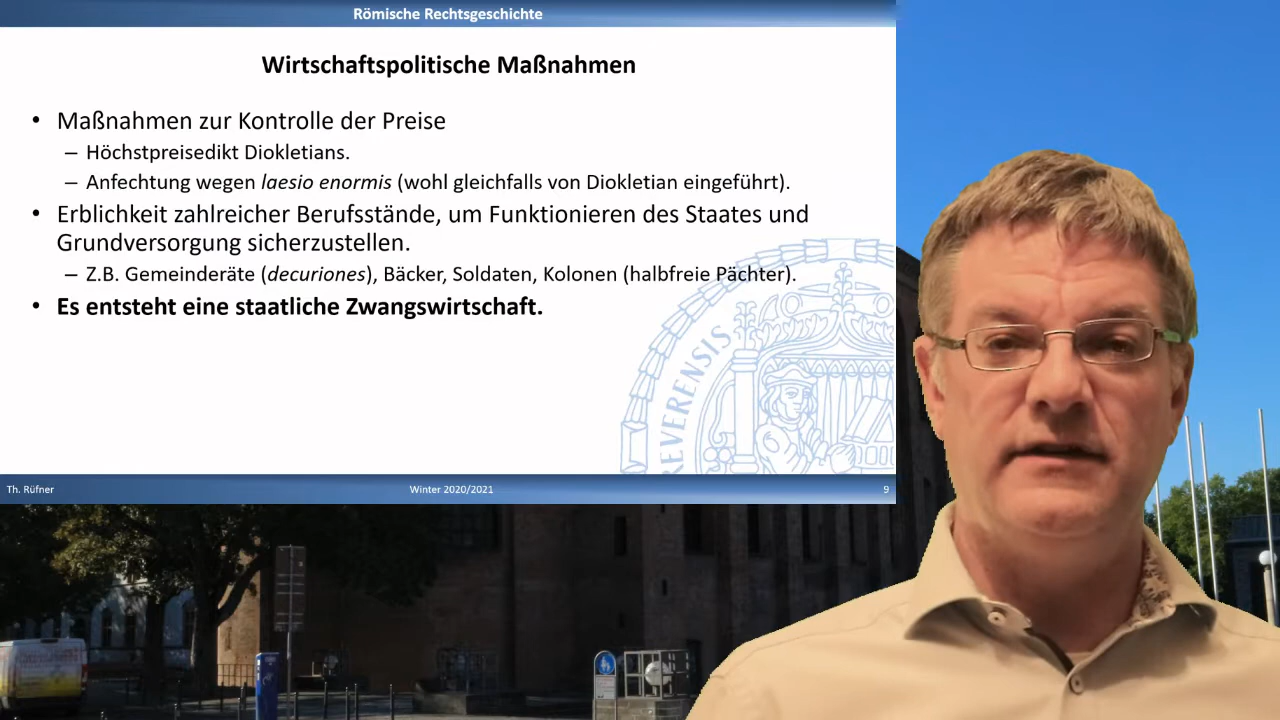 Römische Rechtsgeschichte
Wirtschaftspolitische Maßnahmen
• Maßnahmen zur Kontrolle der Preise
– Höchstpreisedikt Diokletians.
– Anfechtung wegen laesio enormis (wohl gleichfalls von Diokletian eingeführt).
• Erblichkeit zahlreicher Berufsstände, um Funktionieren des Staates und
Grundversorgung sicherzustellen.
– Z.B. Gemeinderäte (decuriones), Bäcker, Soldaten, Kolonen (halbfreie Pächter).
• Es entsteht eine staatliche Zwangswirtschaft.
EVERENSIS
Th. Rüfner
Winter 2020/2021
9